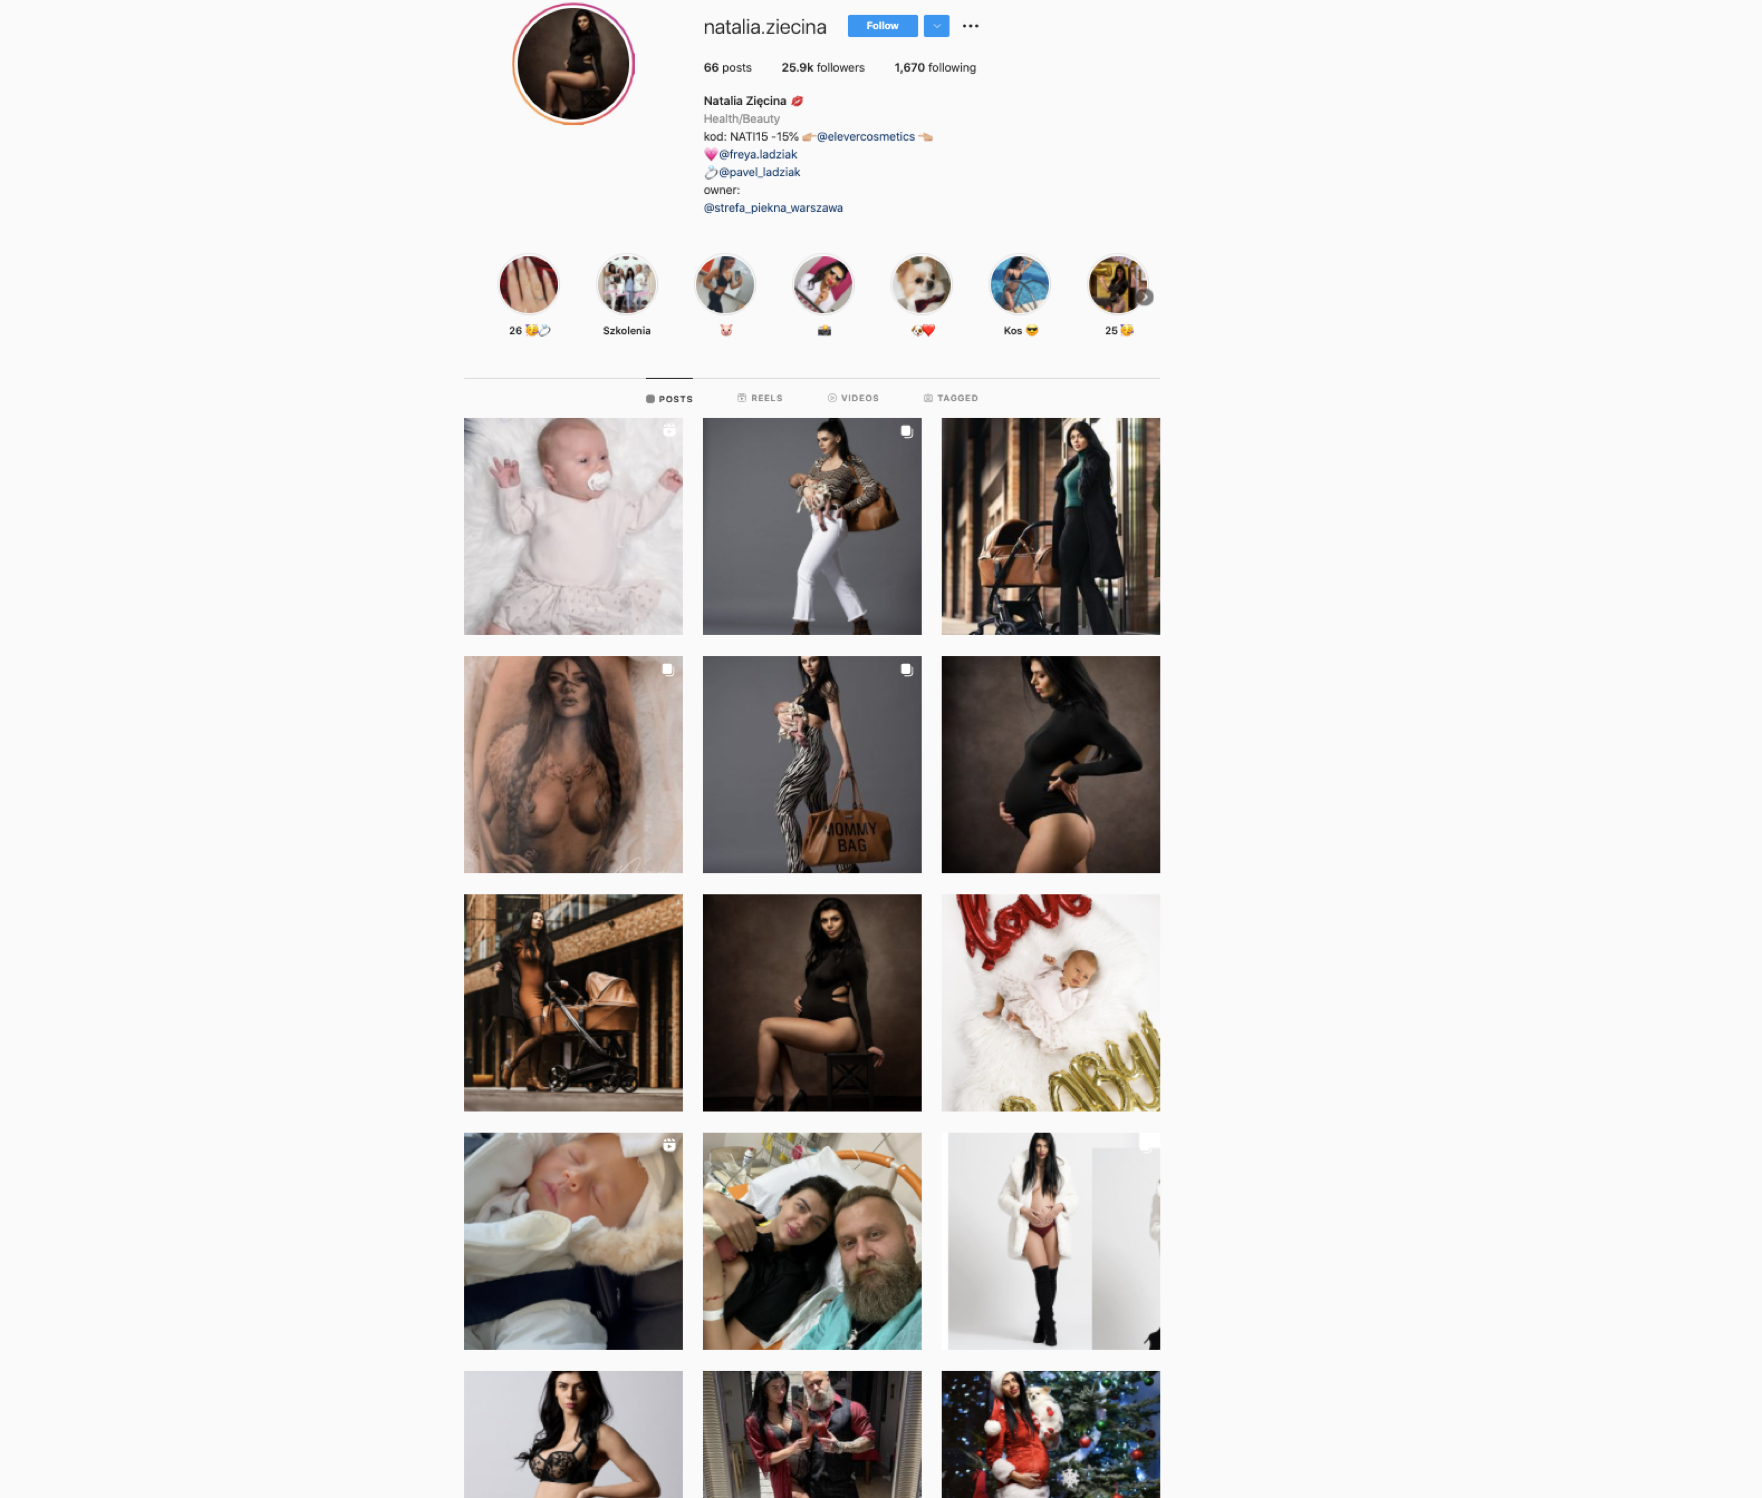 natalia.ziecina Follow
66 posts 25.9k followers 1,670 following
Natalia Zięcina 💋
Health/Beauty
kod: NATI15 -15% 👉🏼@elevercosmetics 👈🏼
💗@freya.ladziak
💍@pavel_ladziak
owner:
@strefa_piekna_warszawa
26 🥳💍 Szkolenia 🐷 📸 🐶❤️ Kos 😎 25 🥳
POSTS REELS VIDEOS TAGGED
MOMMY
BAG
love
baby